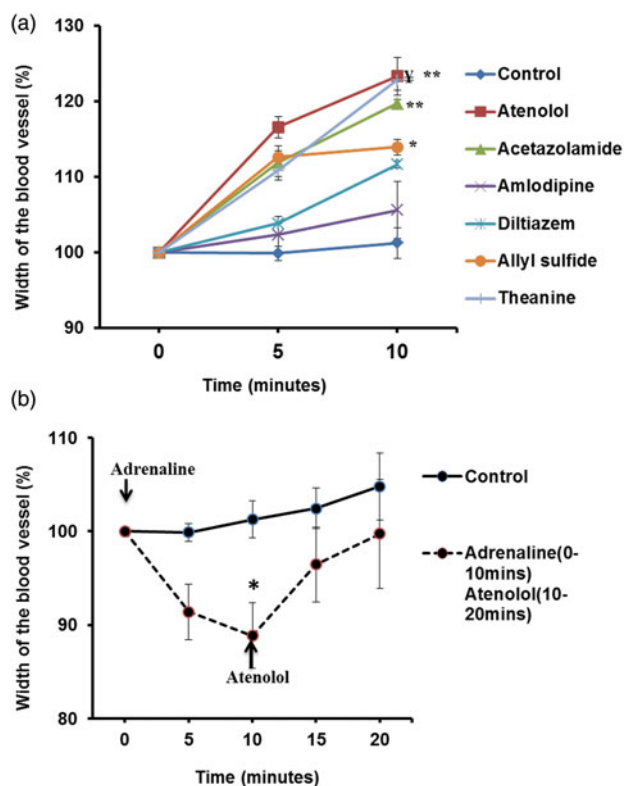 (a)
Width of the blood vessel (%)
130
120
110
100
90
0
5
10
Time (minutes)
¥ **
**
*
Control
Atenolol
Acetazolamide
Amlodipine
Diltiazem
Allyl sulfide
Theanine
(b)
Width of the blood vessel (%)
110
100
90
80
0
5
10
15
20
Time (minutes)
Adrenaline
*
Atenolol
Control
Adrenaline(0-
10mins)
Atenolol(10-
20mins)